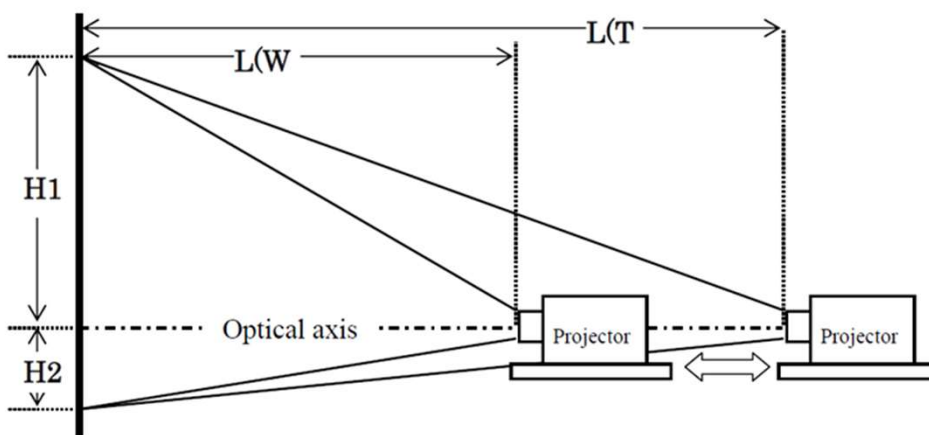 L(T
L(W
H1
Optical axis
Projector
Projector
H2